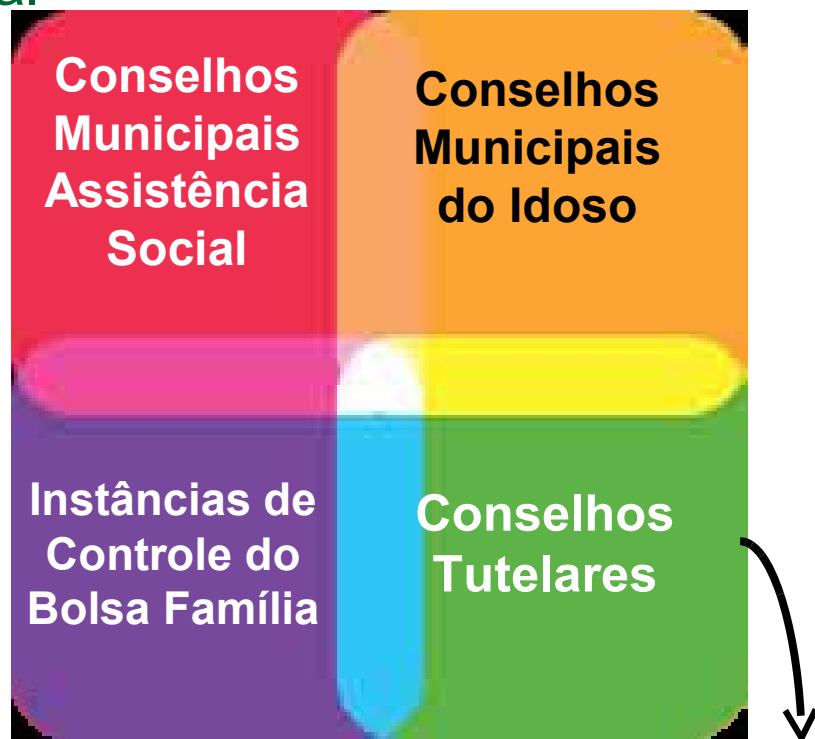 Conselhos
Municipais
Assistência
Social
Conselhos
Municipais
do Idoso
Instâncias de
Controle do
Bolsa Família
Conselhos
Tutelares